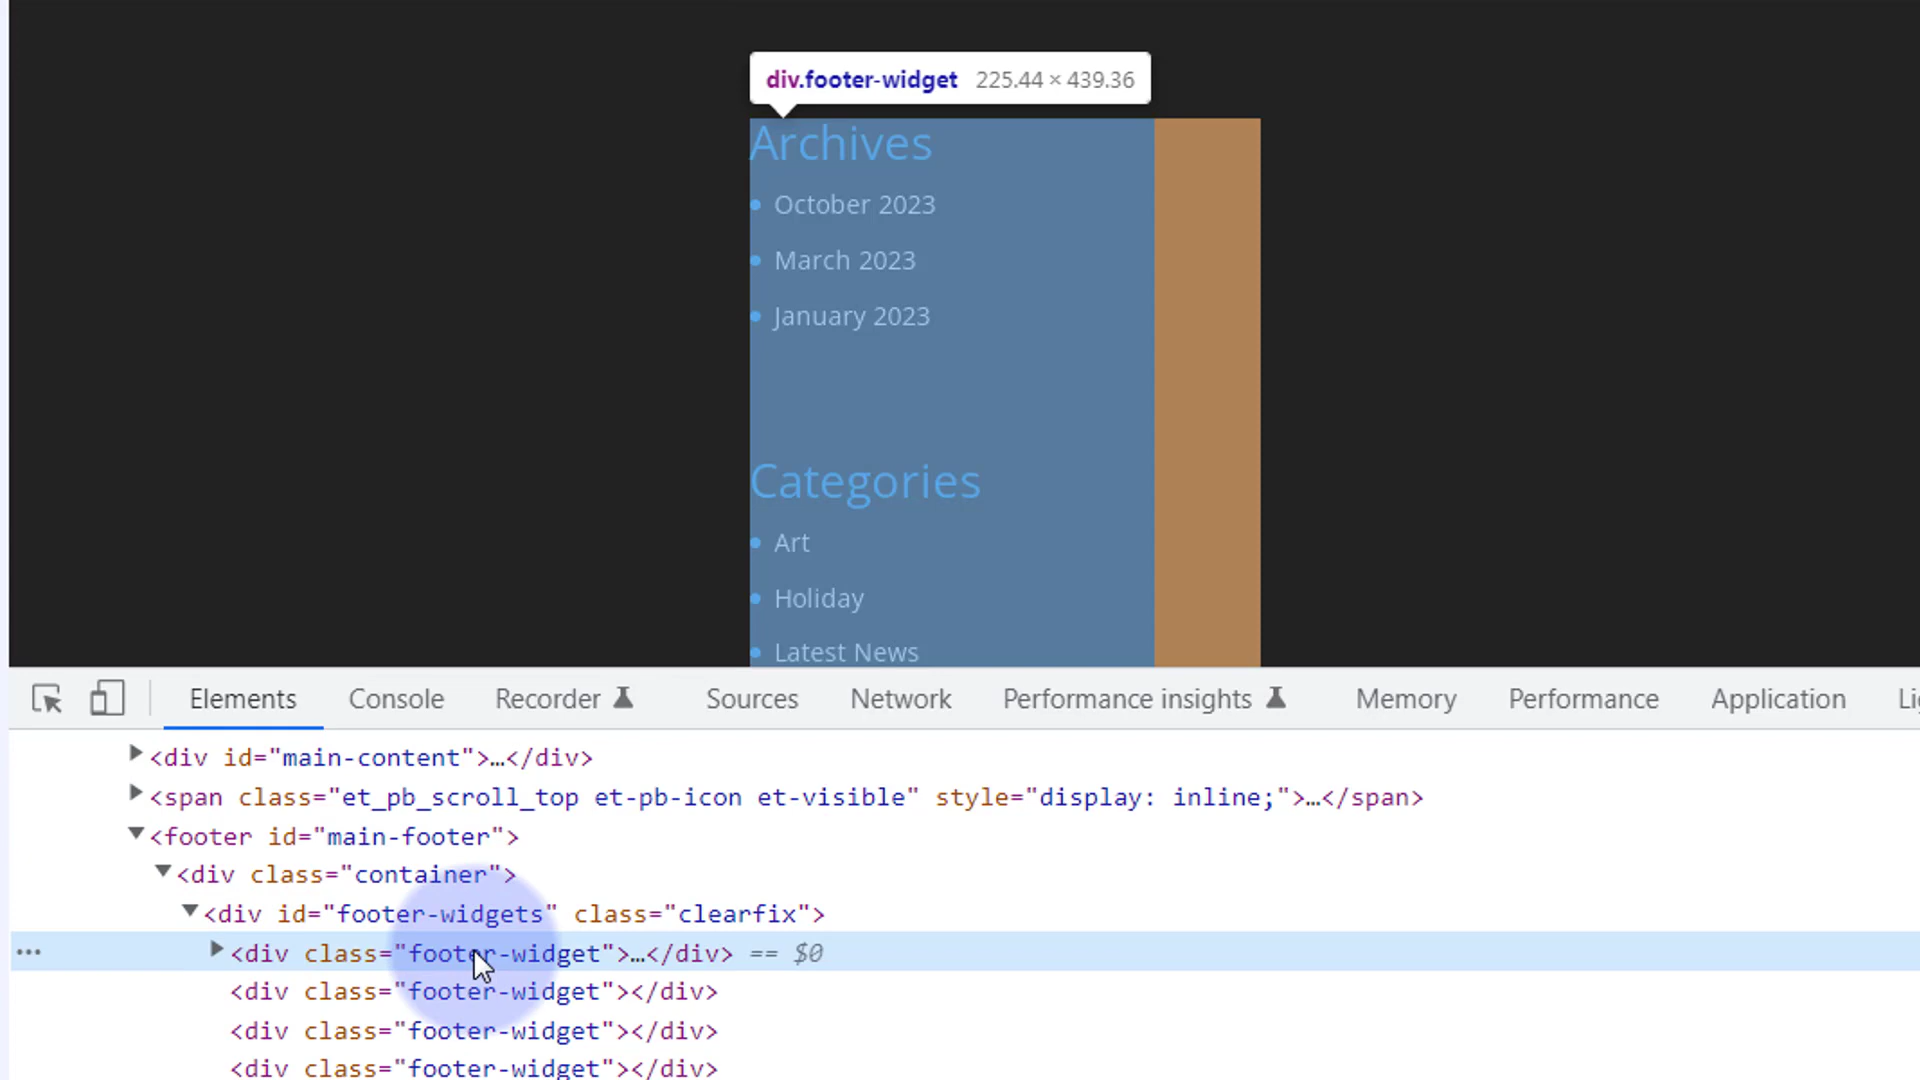 div.footer-widget 225.44 × 439.36
Archives
October 2023
March 2023
January 2023
Categories
Art
Holiday
Latest News
Elements Console Recorder Sources Network Performance insights Memory Performance Application
<div id="main-content">…</div>
<span class="et_pb_scroll_top et-pb-icon et-visible" style="display: inline;">…</span>
<footer id="main-footer">
<div class="container">
<div id="footer-widgets" class="clearfix">
<div class="footer-widget">…</div> == $0
<div class="footer-widget"></div>
<div class="footer-widget"></div>
<div class="footer-widget"></div>